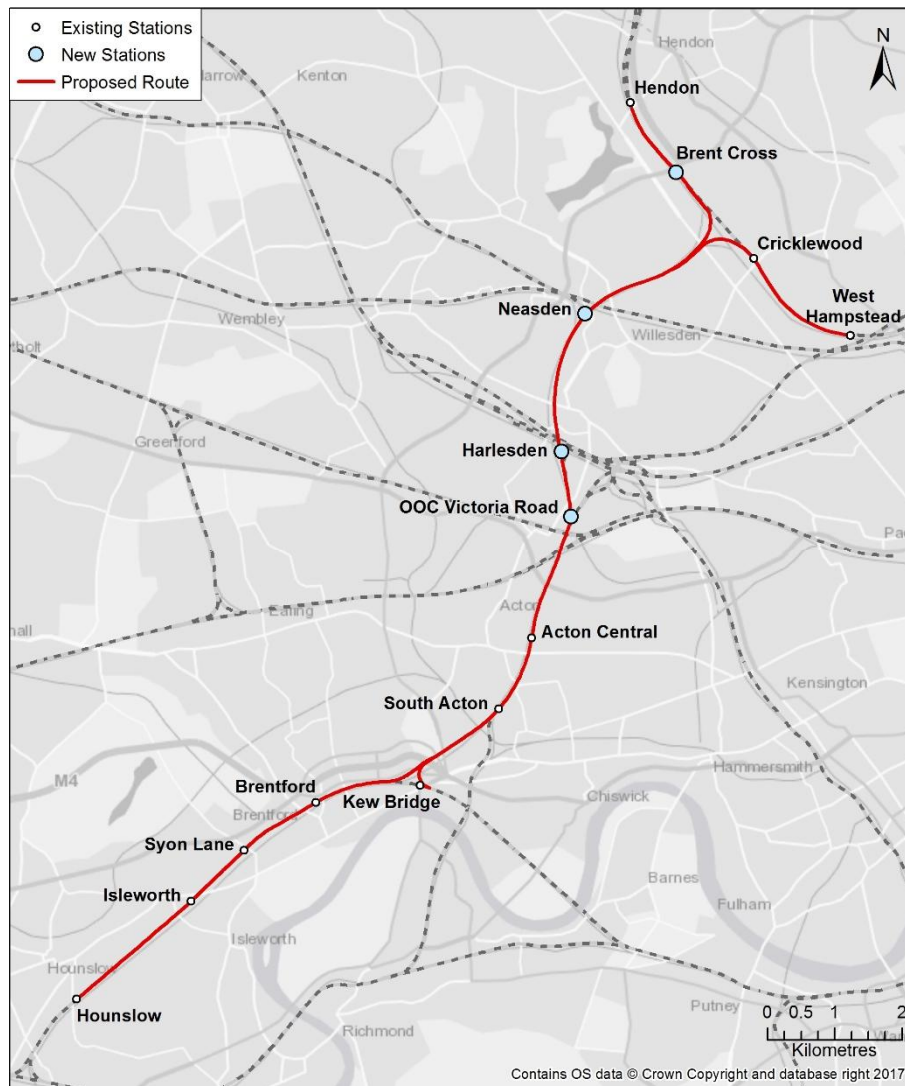 Existing Stations
New Stations
Proposed Route
N
Hendon
Kenton
Hendon
Brent Cross
Cricklewood
West
Hampstead
Neasden
Wembley
Willesden
Harlesden
Greenford
OOC Victoria Road
Acton
Ealing
Acton Central
South Acton
Kensington
M4
Hammersmith
Brentford
Brentford
Kew Bridge
Chiswick
Syon Lane
Barnes
Isleworth
Fulham
Isleworth
Hounslow
Hounslow
Putney
Richmond
0 0.5 1 2
Kilometres
Contains OS data © Crown Copyright and database right 2017